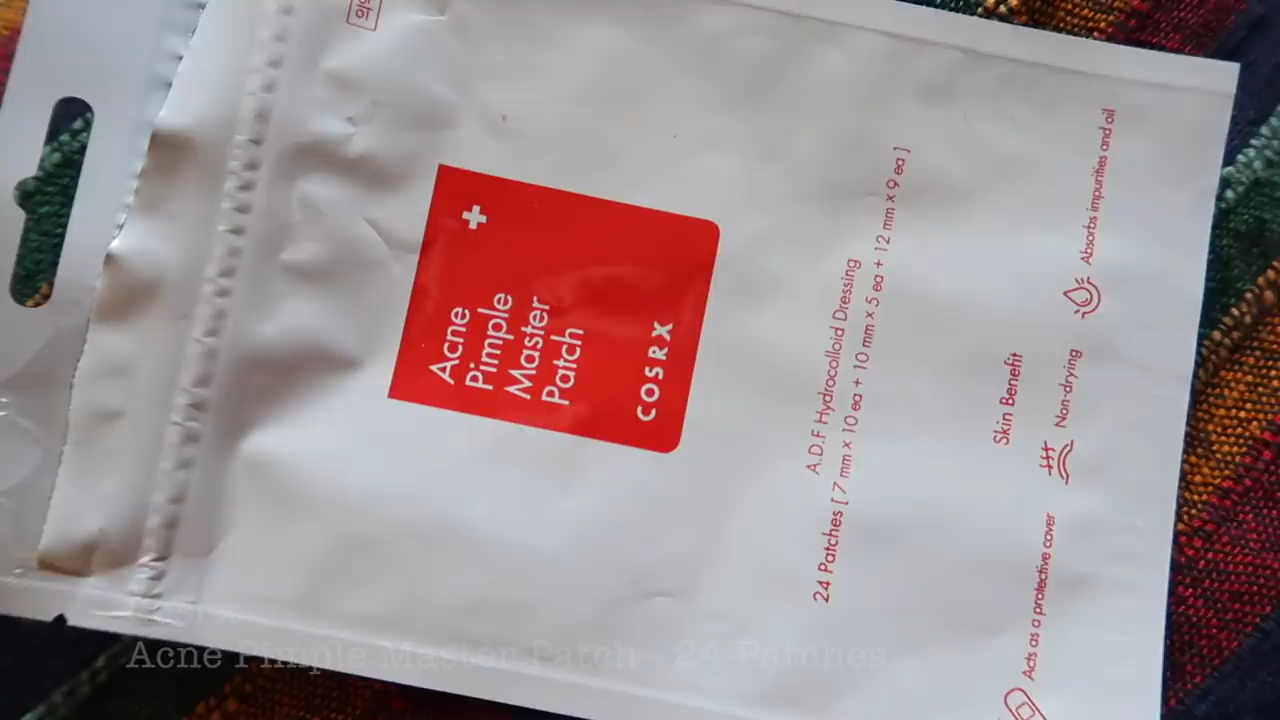 Acne
Pimple
Master
Patch
COSRX
A.D.F Hydrocolloid Dressing
24 Patches [ 7 mm x 10 ea + 10 mm x 5 ea + 12 mm x 9 ea ]
Skin Benefit
Acts as a protective cover
Non-drying
Absorbs impurities and oil
Acne Pimple Master Patch 24 Patches